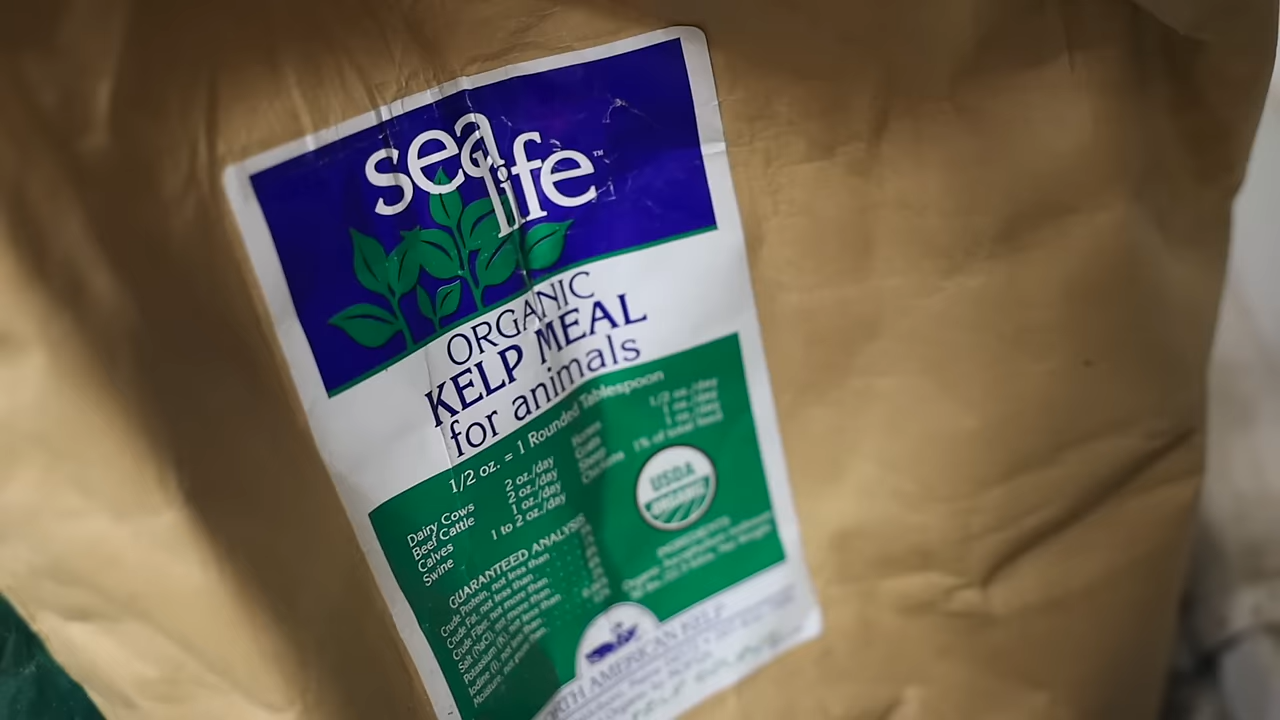 sea
life™
ORGANIC
KELP MEAL
for animals
1/2 oz. = 1 Rounded Tablespoon
Dairy Cows 2 oz./day
Beef Cattle 2 oz./day
Calves 1 oz./day
Swine 1 to 2 oz./day
Horses 1/2 oz./day
Goats 1 oz./day
Sheep 1 oz./day
Chickens 1% of total feed
USDA
ORGANIC
GUARANTEED ANALYSIS
Crude Protein, not less than
Crude Fat, not less than
Crude Fiber, not more than
Salt (NaCl), not more than
Potassium (K), not less than
Iodine (I), not less than
Moisture, not more than
INGREDIENTS
NORTH AMERICAN KELP